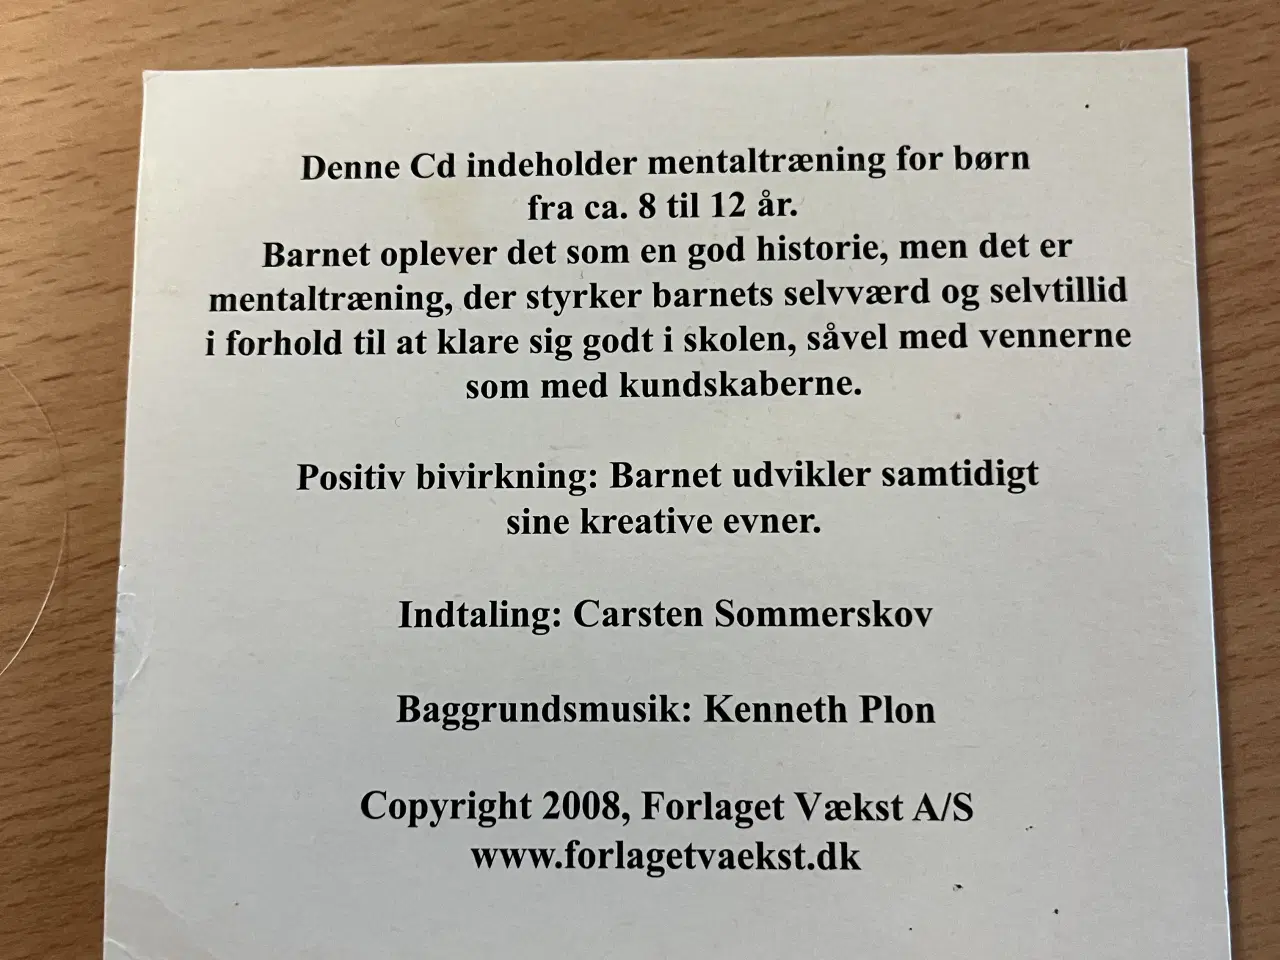 Denne Cd indeholder mentaltræning for børn
fra ca. 8 til 12 år.
Barnet oplever det som en god historie, men det er
mentaltræning, der styrker barnets selvværd og selvtillid
i forhold til at klare sig godt i skolen, såvel med vennerne
som med kundskaberne.
Positiv bivirkning: Barnet udvikler samtidigt
sine kreative evner.
Indtaling: Carsten Sommerskov
Baggrundsmusik: Kenneth Plon
Copyright 2008, Forlaget Vækst A/S
www.forlagetvaekst.dk